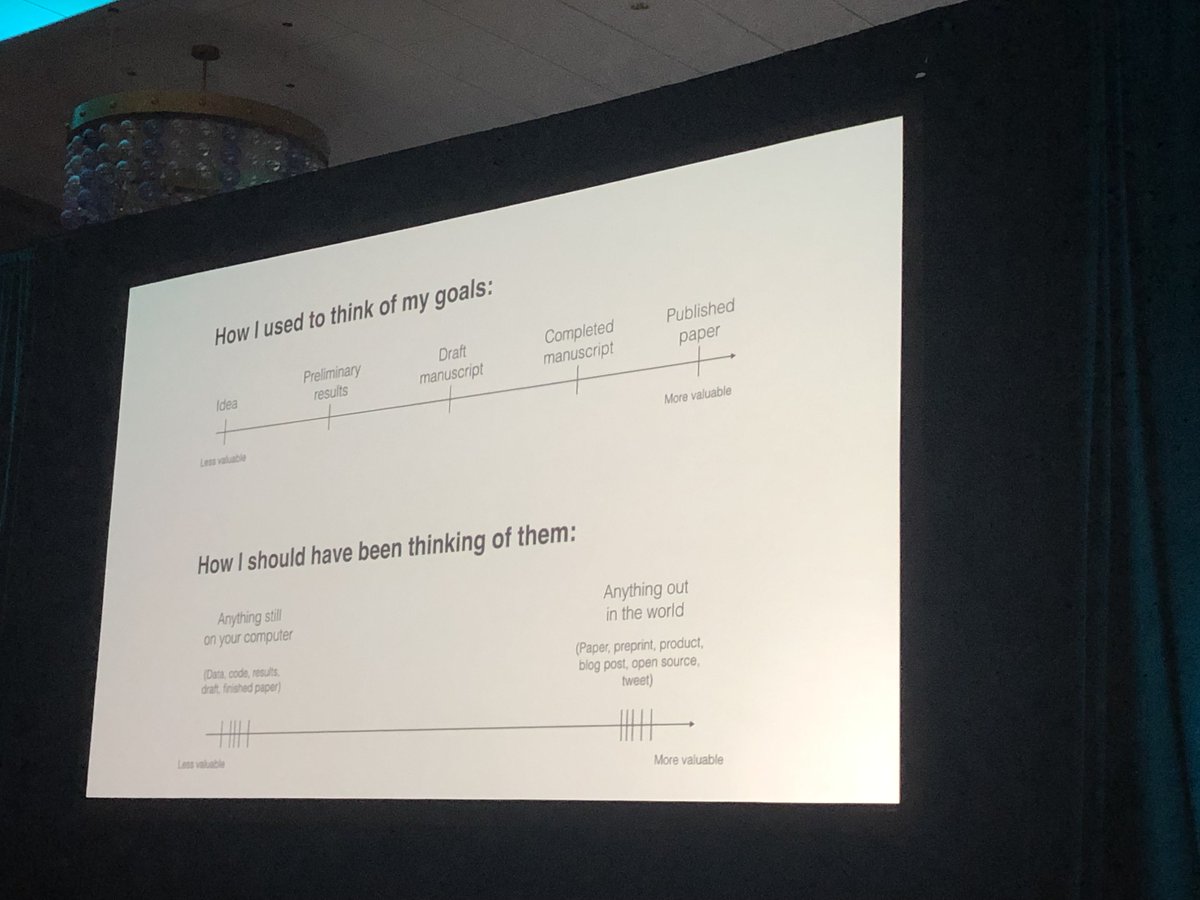 How I used to think of my goals:
Idea
Preliminary
results
Draft
manuscript
Completed
manuscript
Published
paper
Less valuable
More valuable
How I should have been thinking of them:
Anything still
on your computer
(Data, code, results,
draft, finished paper)
Anything out
in the world
(Paper, preprint, product,
blog post, open source,
tweet)
Less valuable
More valuable